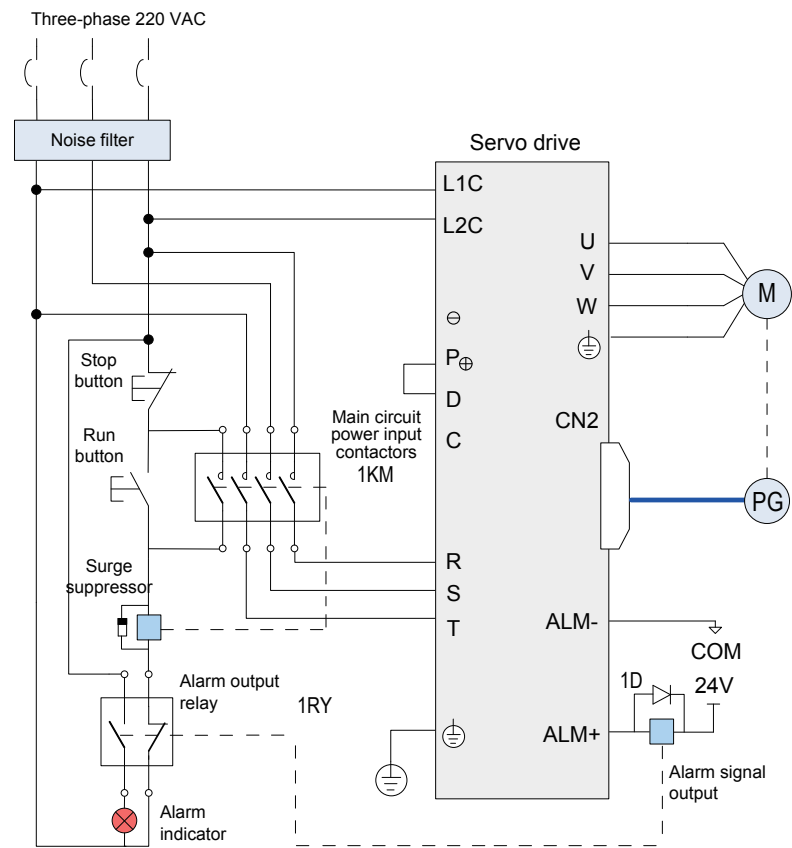 Three-phase 220 VAC
Noise filter
Servo drive
L1C
L2C
U
V
W
M
⊖
P⊕
D
C
Stop
button
Run
button
Main circuit
power input
contactors
1KM
CN2
PG
Surge
suppressor
R
S
T
ALM-
COM
1D
24V
Alarm output
relay
1RY
ALM+
Alarm signal
output
Alarm
indicator